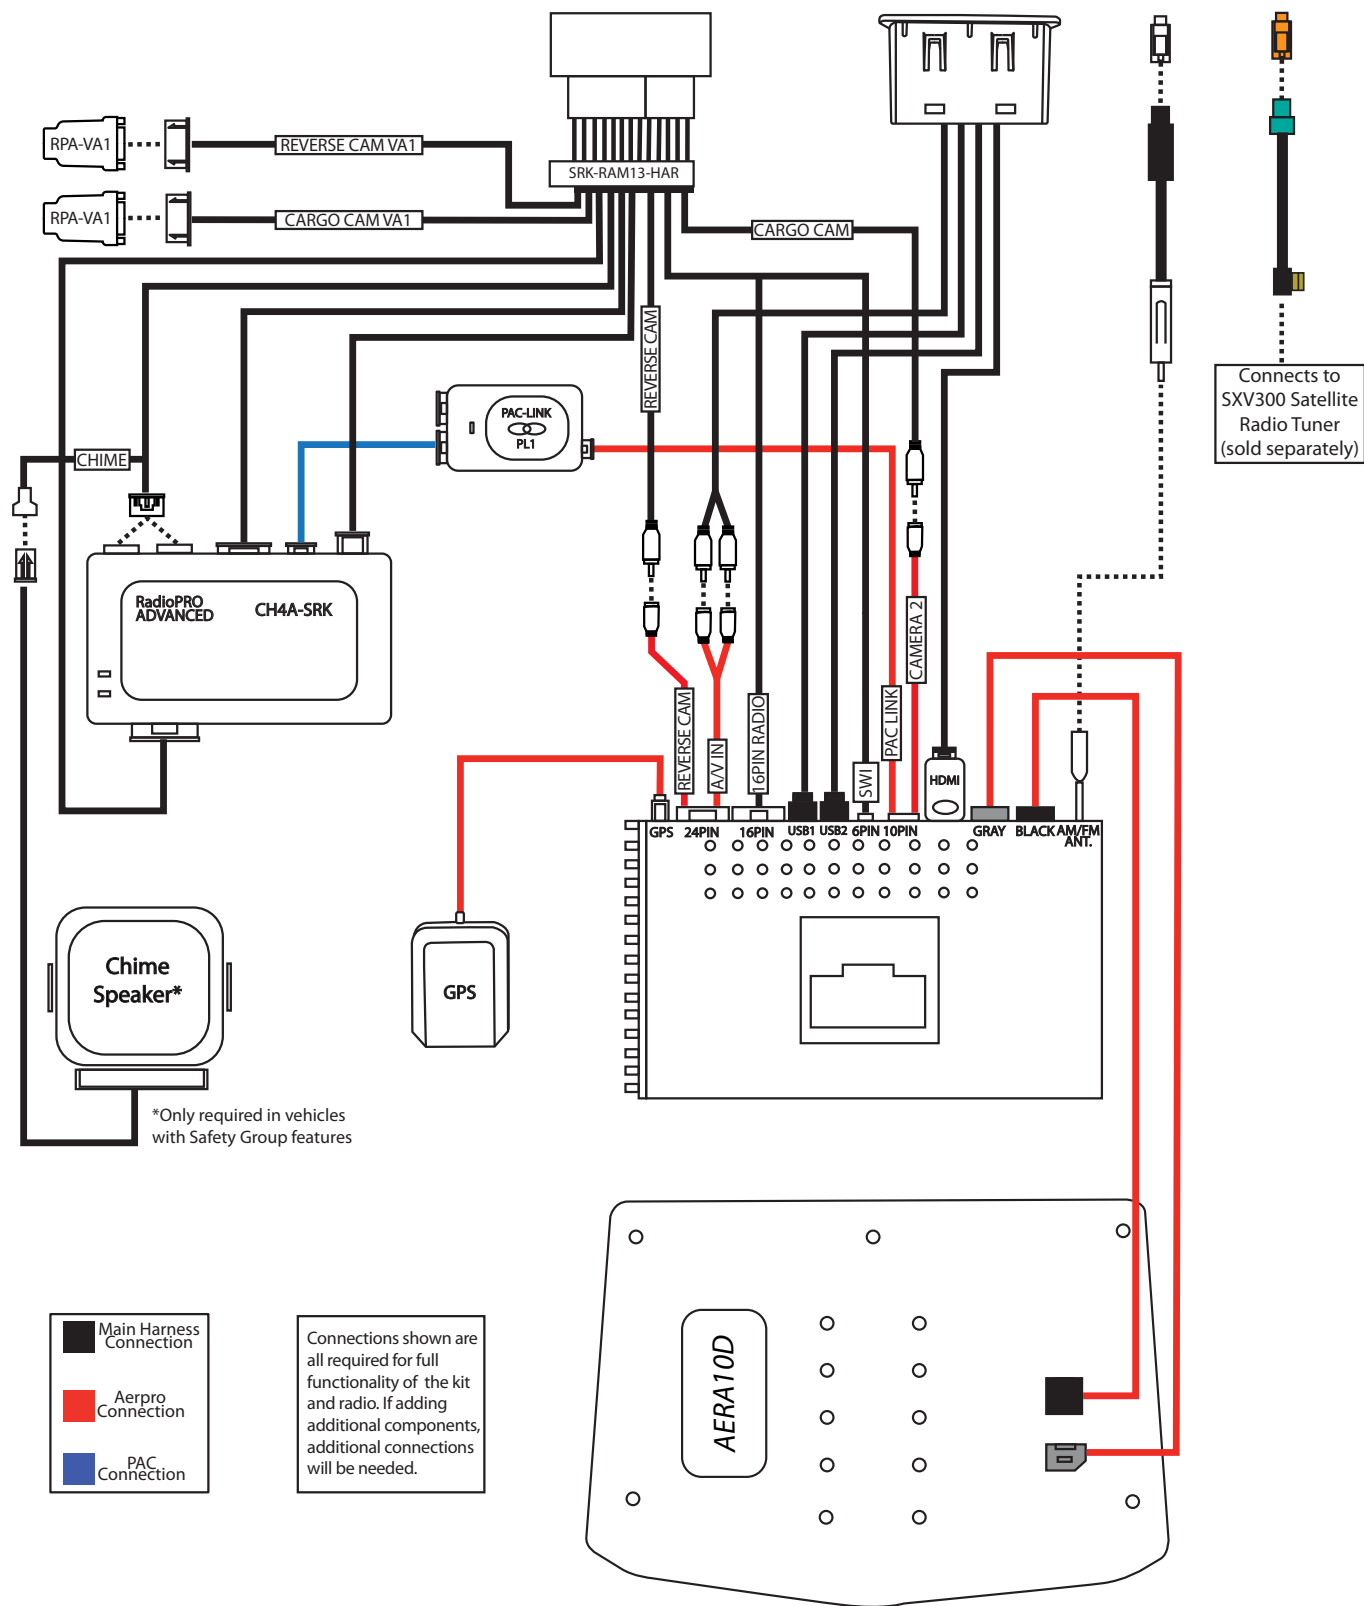 RPA-VA1
REVERSE CAM VA1
SRK-RAM13-HAR
RPA-VA1
CARGO CAM VA1
CARGO CAM
REVERSE CAM
Connects to
SXV300 Satellite
Radio Tuner
(sold separately)
PAC-LINK
PL1
CHIME
RadioPRO
ADVANCED
CH4A-SRK
CAMERA 2
REVERSE CAM
A/V IN
16PIN RADIO
SWI
PAC LINK
HDMI
GPS
24PIN
16PIN
USB1
USB2
6PIN
10PIN
GRAY
BLACK
AM/FM
ANT.
Chime
Speaker*
GPS
*Only required in vehicles
with Safety Group features
Main Harness
Connection
Aerpro
Connection
PAC
Connection
Connections shown are
all required for full
functionality of the kit
and radio. If adding
additional components,
additional connections
will be needed.
AERA10D